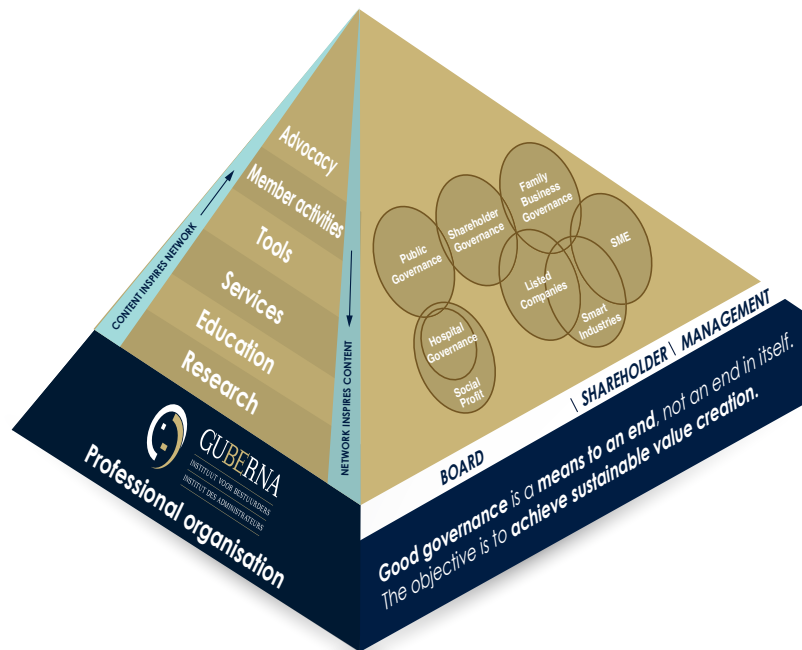 Advocacy
Member activities
Tools
Services
Education
Research
CONTENT INSPIRES NETWORK
NETWORK INSPIRES CONTENT
GUBERNA
INSTITUUT VOOR BESTUURDERS
INSTITUT DES ADMINISTRATEURS
Professional organisation
Public
Governance
Shareholder
Governance
Family
Business
Governance
SME
Listed
Companies
Smart
Industries
Hospital
Governance
Social
Profit
BOARD \ SHAREHOLDER \ MANAGEMENT
Good governance is a means to an end, not an end in itself.
The objective is to achieve sustainable value creation.